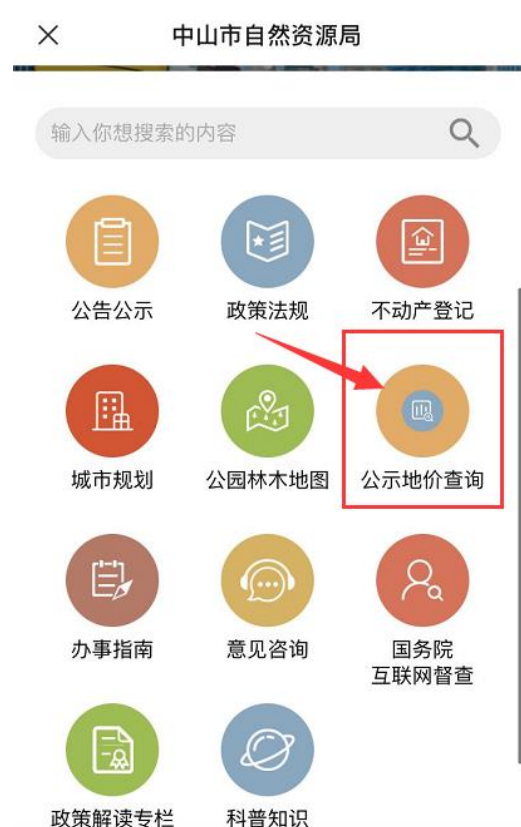 中山市自然资源局
输入你想搜索的内容
公告公示
政策法规
不动产登记
城市规划
公园林木地图
公示地价查询
办事指南
意见咨询
国务院
互联网督查
政策解读专栏
科普知识